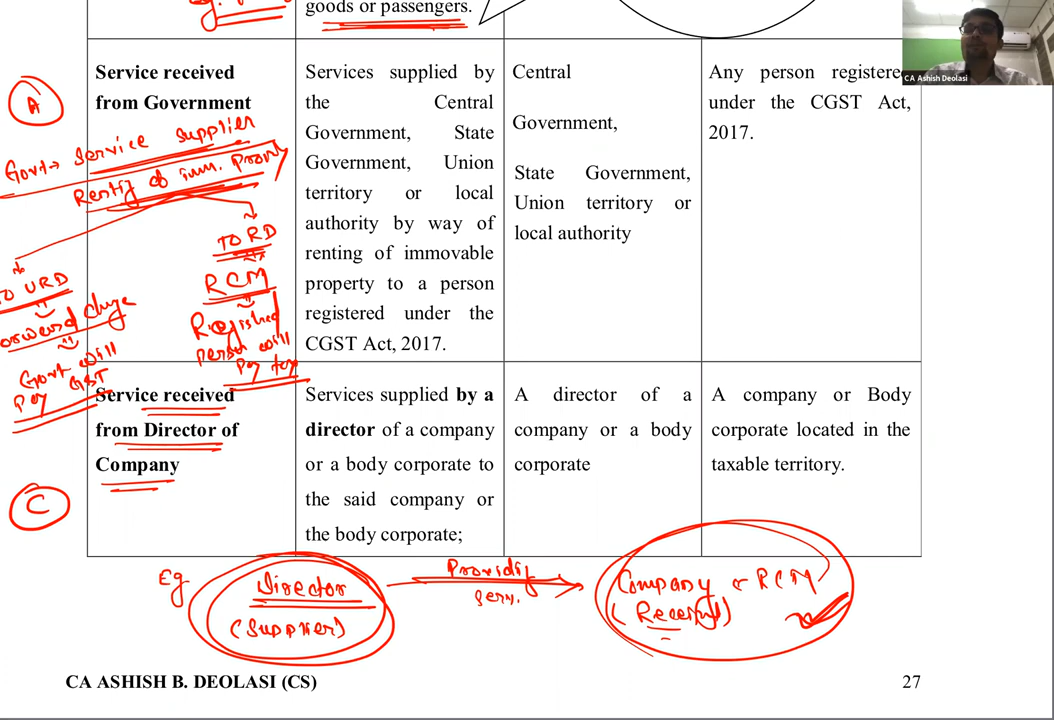 goods or passengers.
CA Ashish Deolasi
A
Service received
from Government
Services supplied by
the Central
Government, State
Government, Union
territory or local
authority by way of
renting of immovable
property to a person
registered under the
CGST Act, 2017.
Central
Government,
State Government,
Union territory or
local authority
Any person registere
under the CGST Act,
2017.
Govt → Service Supplier
Renting of imm. Prom
TO RD
RCM
Registered
person will
pay tax
TO URD
orward charge
Govt will
pay GST
C
Service received
from Director of
Company
Services supplied by a
director of a company
or a body corporate to
the said company or
the body corporate;
A director of a
company or a body
corporate
A company or Body
corporate located in the
taxable territory.
Eg
Director
(Supplier)
Providing
Serv.
Company RCM
CA ASHISH B. DEOLASI (CS)
27